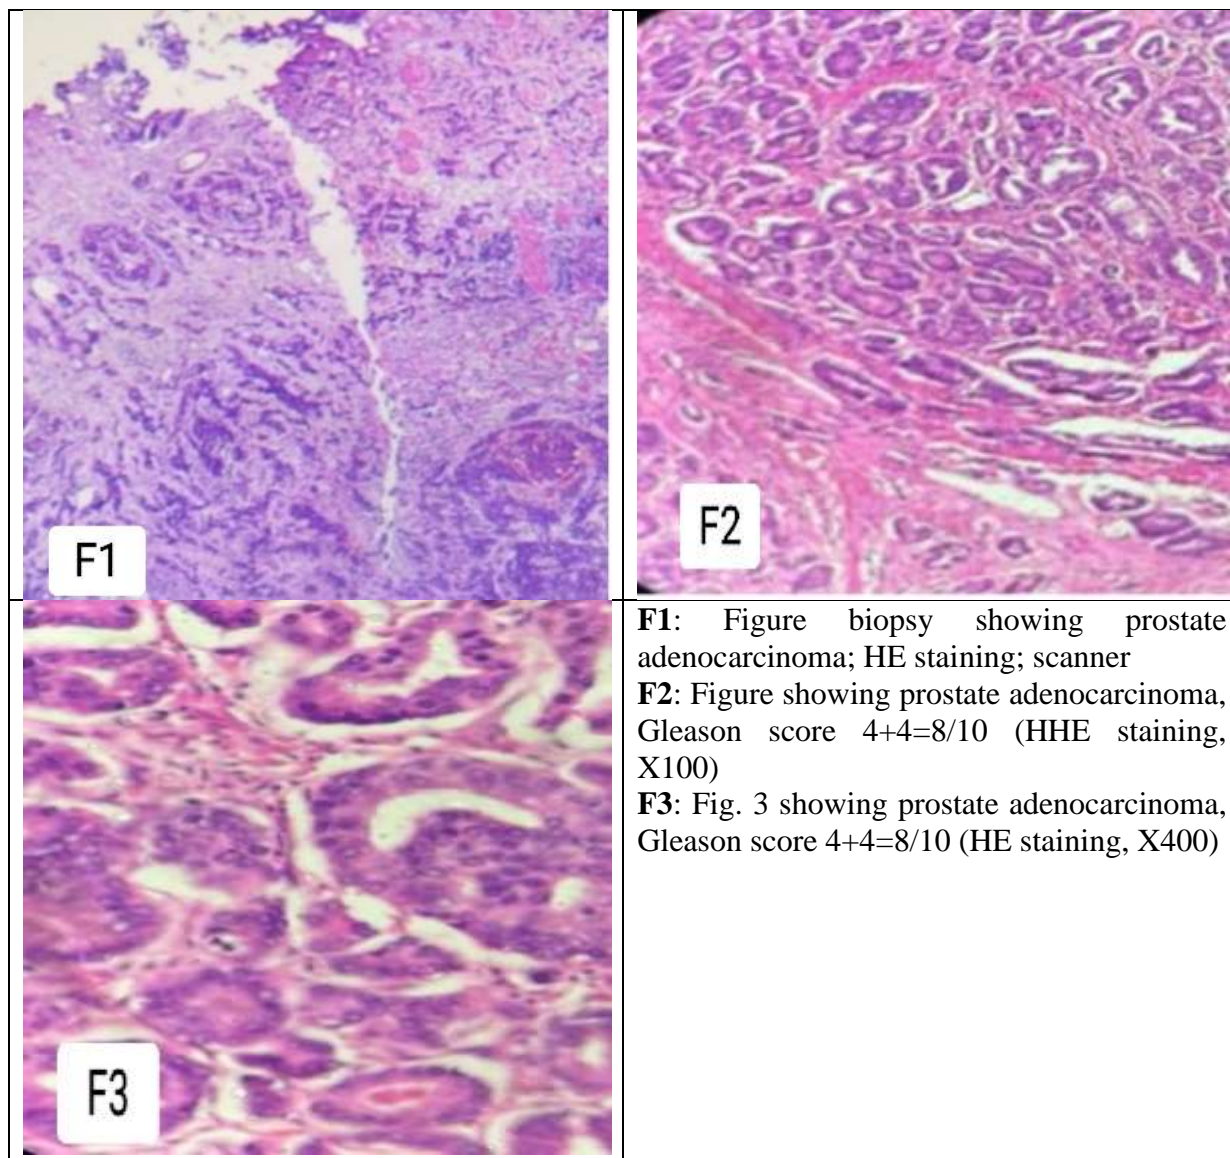 F1
F2
F3
F1: Figure biopsy showing prostate
adenocarcinoma; HE staining; scanner
F2: Figure showing prostate adenocarcinoma,
Gleason score 4+4=8/10 (HHE staining,
X100)
F3: Fig. 3 showing prostate adenocarcinoma,
Gleason score 4+4=8/10 (HE staining, X400)